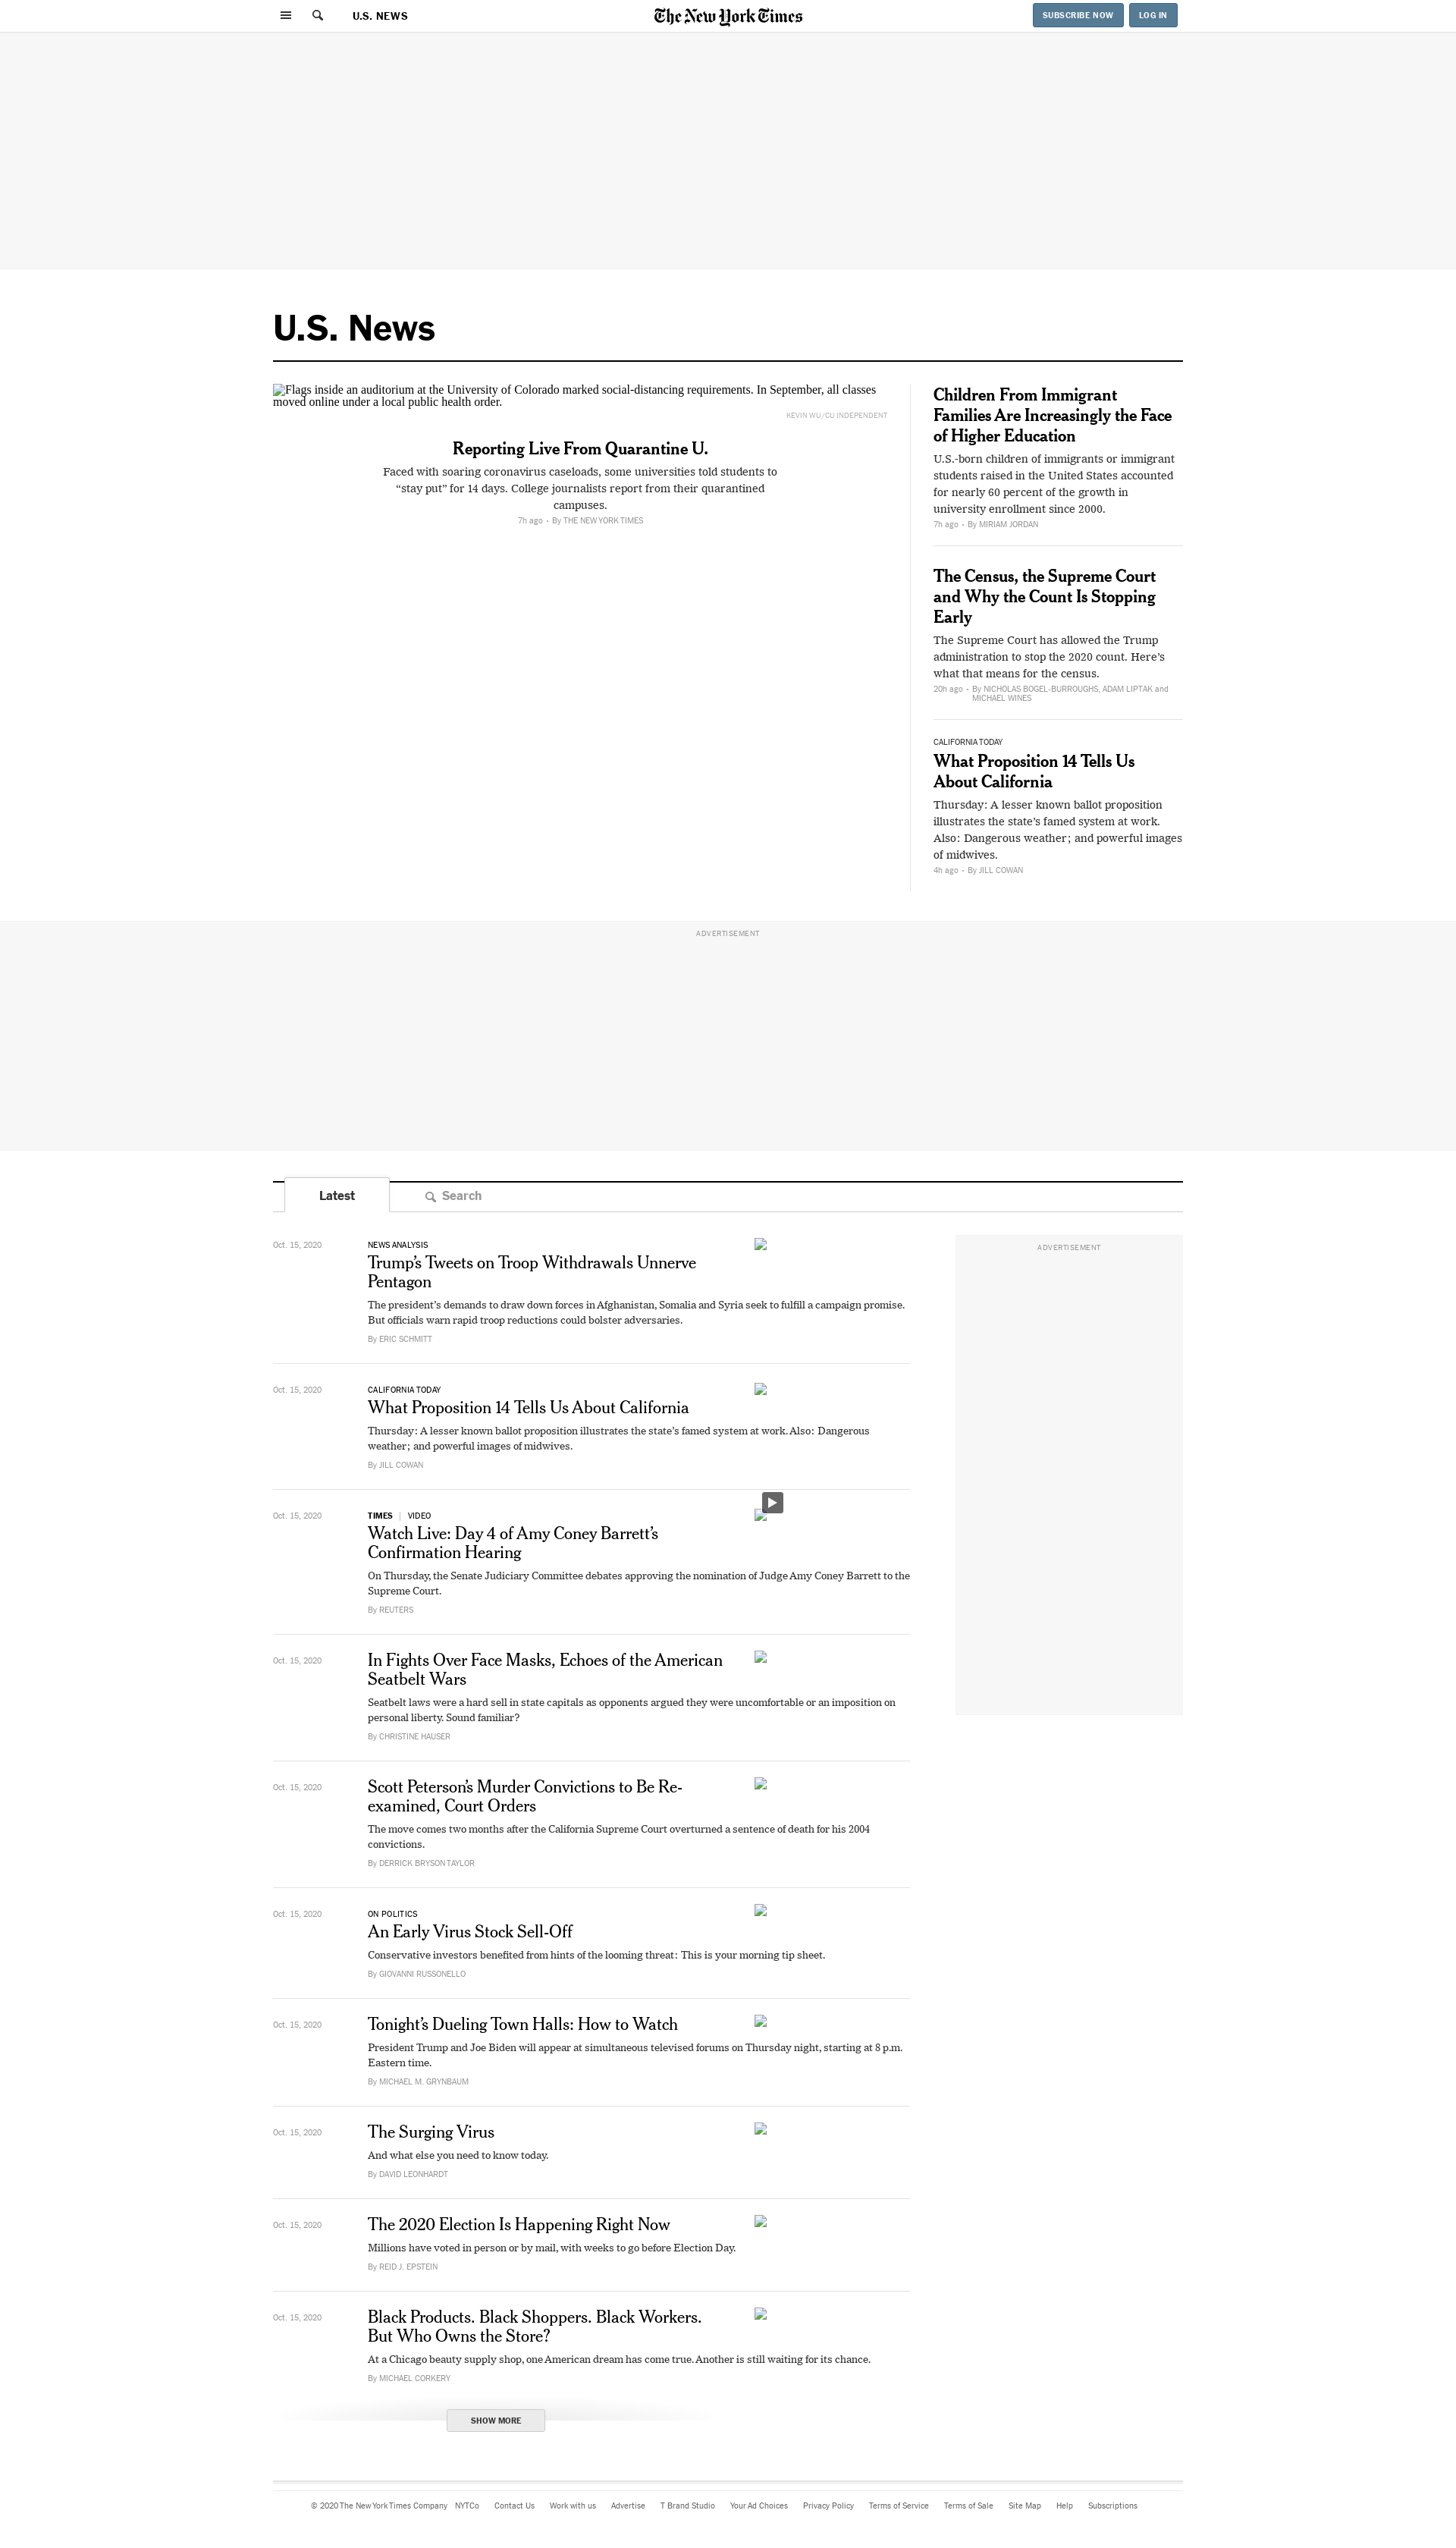 U.S. NEWS
The New York Times
SUBSCRIBE NOW
LOG IN
U.S. News
Flags inside an auditorium at the University of Colorado marked social-distancing requirements. In September, all classes
moved online under a local public health order.
KEVIN WU/CU INDEPENDENT
Reporting Live From Quarantine U.
Faced with soaring coronavirus caseloads, some universities told students to
“stay put” for 14 days. College journalists report from their quarantined
campuses.
7h ago · By THE NEW YORK TIMES
Children From Immigrant
Families Are Increasingly the Face
of Higher Education
U.S.-born children of immigrants or immigrant
students raised in the United States accounted
for nearly 60 percent of the growth in
university enrollment since 2000.
7h ago · By MIRIAM JORDAN
The Census, the Supreme Court
and Why the Count Is Stopping
Early
The Supreme Court has allowed the Trump
administration to stop the 2020 count. Here’s
what that means for the census.
20h ago · By NICHOLAS BOGEL-BURROUGHS, ADAM LIPTAK and
MICHAEL WINES
CALIFORNIA TODAY
What Proposition 14 Tells Us
About California
Thursday: A lesser known ballot proposition
illustrates the state’s famed system at work.
Also: Dangerous weather; and powerful images
of midwives.
4h ago · By JILL COWAN
ADVERTISEMENT
Latest
Search
ADVERTISEMENT
Oct. 15, 2020
NEWS ANALYSIS
Trump’s Tweets on Troop Withdrawals Unnerve
Pentagon
The president’s demands to draw down forces in Afghanistan, Somalia and Syria seek to fulfill a campaign promise.
But officials warn rapid troop reductions could bolster adversaries.
By ERIC SCHMITT
Oct. 15, 2020
CALIFORNIA TODAY
What Proposition 14 Tells Us About California
Thursday: A lesser known ballot proposition illustrates the state’s famed system at work. Also: Dangerous
weather; and powerful images of midwives.
By JILL COWAN
Oct. 15, 2020
TIMES | VIDEO
Watch Live: Day 4 of Amy Coney Barrett’s
Confirmation Hearing
On Thursday, the Senate Judiciary Committee debates approving the nomination of Judge Amy Coney Barrett to the
Supreme Court.
By REUTERS
Oct. 15, 2020
In Fights Over Face Masks, Echoes of the American
Seatbelt Wars
Seatbelt laws were a hard sell in state capitals as opponents argued they were uncomfortable or an imposition on
personal liberty. Sound familiar?
By CHRISTINE HAUSER
Oct. 15, 2020
Scott Peterson’s Murder Convictions to Be Re-
examined, Court Orders
The move comes two months after the California Supreme Court overturned a sentence of death for his 2004
convictions.
By DERRICK BRYSON TAYLOR
Oct. 15, 2020
ON POLITICS
An Early Virus Stock Sell-Off
Conservative investors benefited from hints of the looming threat: This is your morning tip sheet.
By GIOVANNI RUSSONELLO
Oct. 15, 2020
Tonight’s Dueling Town Halls: How to Watch
President Trump and Joe Biden will appear at simultaneous televised forums on Thursday night, starting at 8 p.m.
Eastern time.
By MICHAEL M. GRYNBAUM
Oct. 15, 2020
The Surging Virus
And what else you need to know today.
By DAVID LEONHARDT
Oct. 15, 2020
The 2020 Election Is Happening Right Now
Millions have voted in person or by mail, with weeks to go before Election Day.
By REID J. EPSTEIN
Oct. 15, 2020
Black Products. Black Shoppers. Black Workers.
But Who Owns the Store?
At a Chicago beauty supply shop, one American dream has come true. Another is still waiting for its chance.
By MICHAEL CORKERY
SHOW MORE
© 2020 The New York Times Company NYTCo Contact Us Work with us Advertise T Brand Studio Your Ad Choices Privacy Policy Terms of Service Terms of Sale Site Map Help Subscriptions